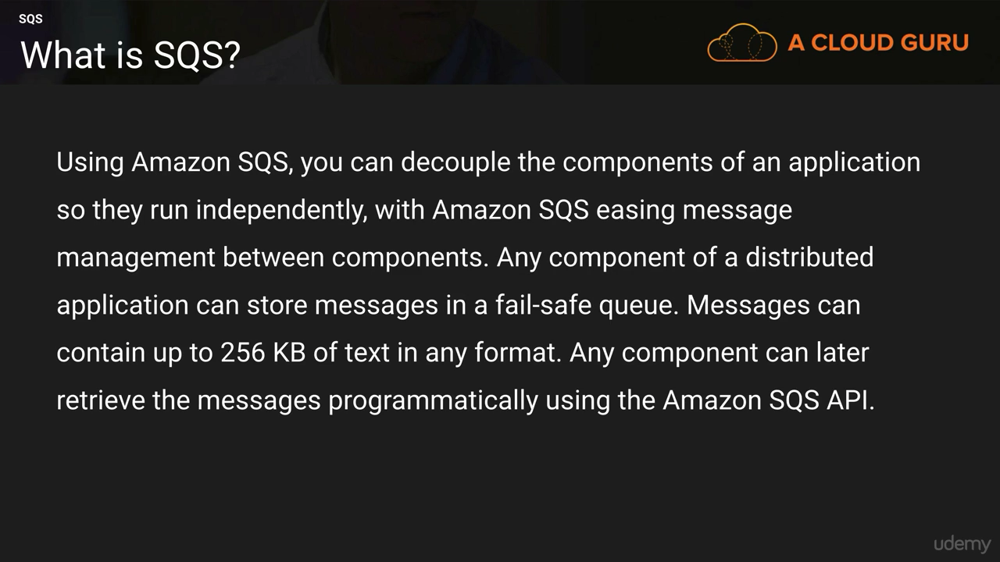 SQS
What is SQS?
A CLOUD GURU
Using Amazon SQS, you can decouple the components of an application
so they run independently, with Amazon SQS easing message
management between components. Any component of a distributed
application can store messages in a fail-safe queue. Messages can
contain up to 256 KB of text in any format. Any component can later
retrieve the messages programmatically using the Amazon SQS API.
udemy